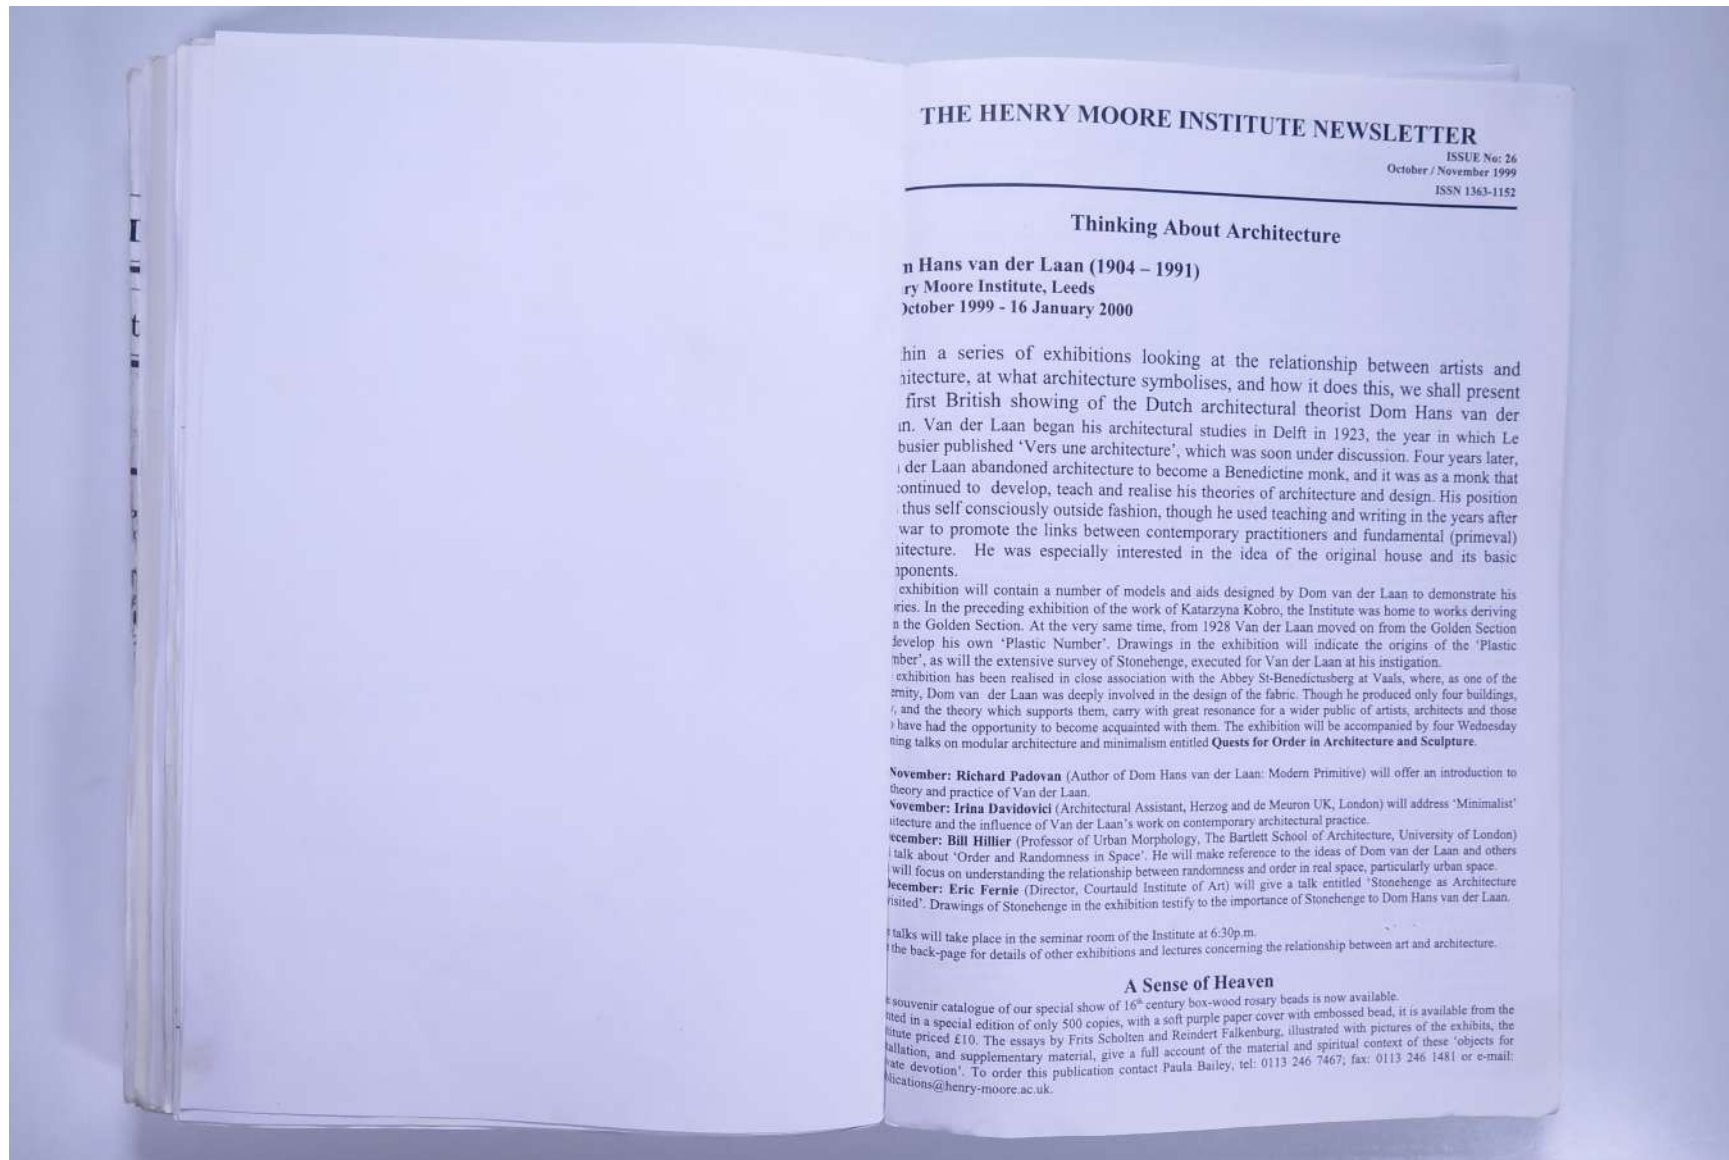 THE HENRY MOORE INSTITUTE NEWSLETTER
ISSUE No: 26
October / November 1999
ISSN 1363-1152
Thinking About Architecture
n Hans van der Laan (1904 – 1991)
ry Moore Institute, Leeds
October 1999 - 16 January 2000
hin a series of exhibitions looking at the relationship between artists and
hitecture, at what architecture symbolises, and how it does this, we shall present
first British showing of the Dutch architectural theorist Dom Hans van der
an. Van der Laan began his architectural studies in Delft in 1923, the year in which Le
busier published ‘Vers une architecture’, which was soon under discussion. Four years later,
der Laan abandoned architecture to become a Benedictine monk, and it was as a monk that
continued to develop, teach and realise his theories of architecture and design. His position
thus self consciously outside fashion, though he used teaching and writing in the years after
war to promote the links between contemporary practitioners and fundamental (primeval)
hitecture. He was especially interested in the idea of the original house and its basic
nponents.
exhibition will contain a number of models and aids designed by Dom van der Laan to demonstrate his
ries. In the preceding exhibition of the work of Katarzyna Kobro, the Institute was home to works deriving
n the Golden Section. At the very same time, from 1928 Van der Laan moved on from the Golden Section
develop his own ‘Plastic Number’. Drawings in the exhibition will indicate the origins of the ‘Plastic
mber’, as will the extensive survey of Stonehenge, executed for Van der Laan at his instigation.
exhibition has been realised in close association with the Abbey St-Benedictusberg at Vaals, where, as one of the
ernity, Dom van der Laan was deeply involved in the design of the fabric. Though he produced only four buildings,
, and the theory which supports them, carry with great resonance for a wider public of artists, architects and those
have had the opportunity to become acquainted with them. The exhibition will be accompanied by four Wednesday
ning talks on modular architecture and minimalism entitled Quests for Order in Architecture and Sculpture.
November: Richard Padovan (Author of Dom Hans van der Laan: Modern Primitive) will offer an introduction to
theory and practice of Van der Laan.
November: Irina Davidovici (Architectural Assistant, Herzog and de Meuron UK, London) will address ‘Minimalist’
itecture and the influence of Van der Laan’s work on contemporary architectural practice.
ecember: Bill Hillier (Professor of Urban Morphology, The Bartlett School of Architecture, University of London)
talk about ‘Order and Randomness in Space’. He will make reference to the ideas of Dom van der Laan and others
will focus on understanding the relationship between randomness and order in real space, particularly urban space.
December: Eric Fernie (Director, Courtauld Institute of Art) will give a talk entitled ‘Stonehenge as Architecture
visited’. Drawings of Stonehenge in the exhibition testify to the importance of Stonehenge to Dom Hans van der Laan.
talks will take place in the seminar room of the Institute at 6:30p.m.
the back-page for details of other exhibitions and lectures concerning the relationship between art and architecture.
A Sense of Heaven
souvenir catalogue of our special show of 16th century box-wood rosary beads is now available.
nted in a special edition of only 500 copies, with a soft purple paper cover with embossed bead, it is available from the
titute priced £10. The essays by Frits Scholten and Reindert Falkenburg, illustrated with pictures of the exhibits, the
tallation, and supplementary material, give a full account of the material and spiritual context of these ‘objects for
vate devotion’. To order this publication contact Paula Bailey, tel: 0113 246 7467; fax: 0113 246 1481 or e-mail:
blications@henry-moore.ac.uk.